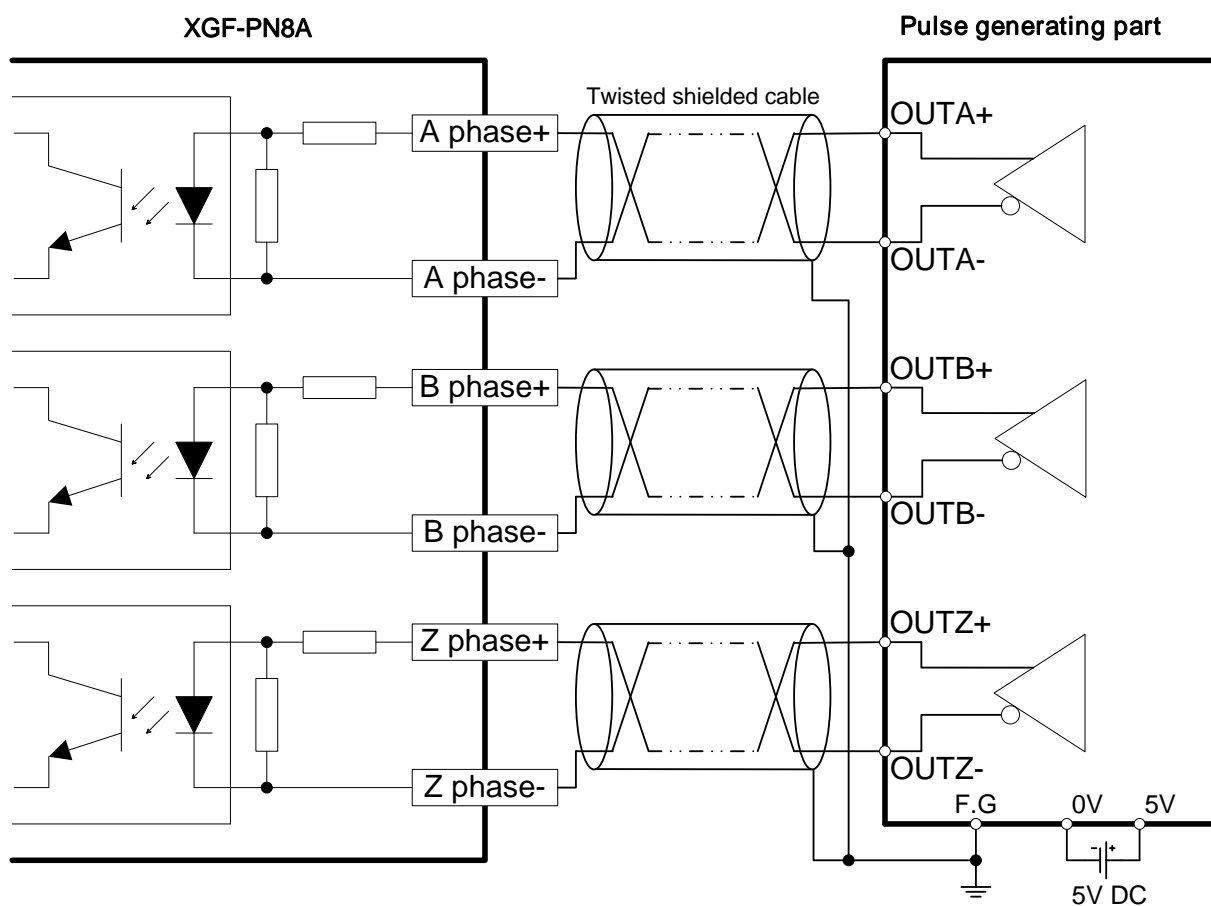 XGF-PN8A
Pulse generating part
Twisted shielded cable
A phase+
OUTA+
A phase-
OUTA-
B phase+
OUTB+
B phase-
OUTB-
Z phase+
OUTZ+
Z phase-
OUTZ-
F.G
0V
5V
- +
5V DC